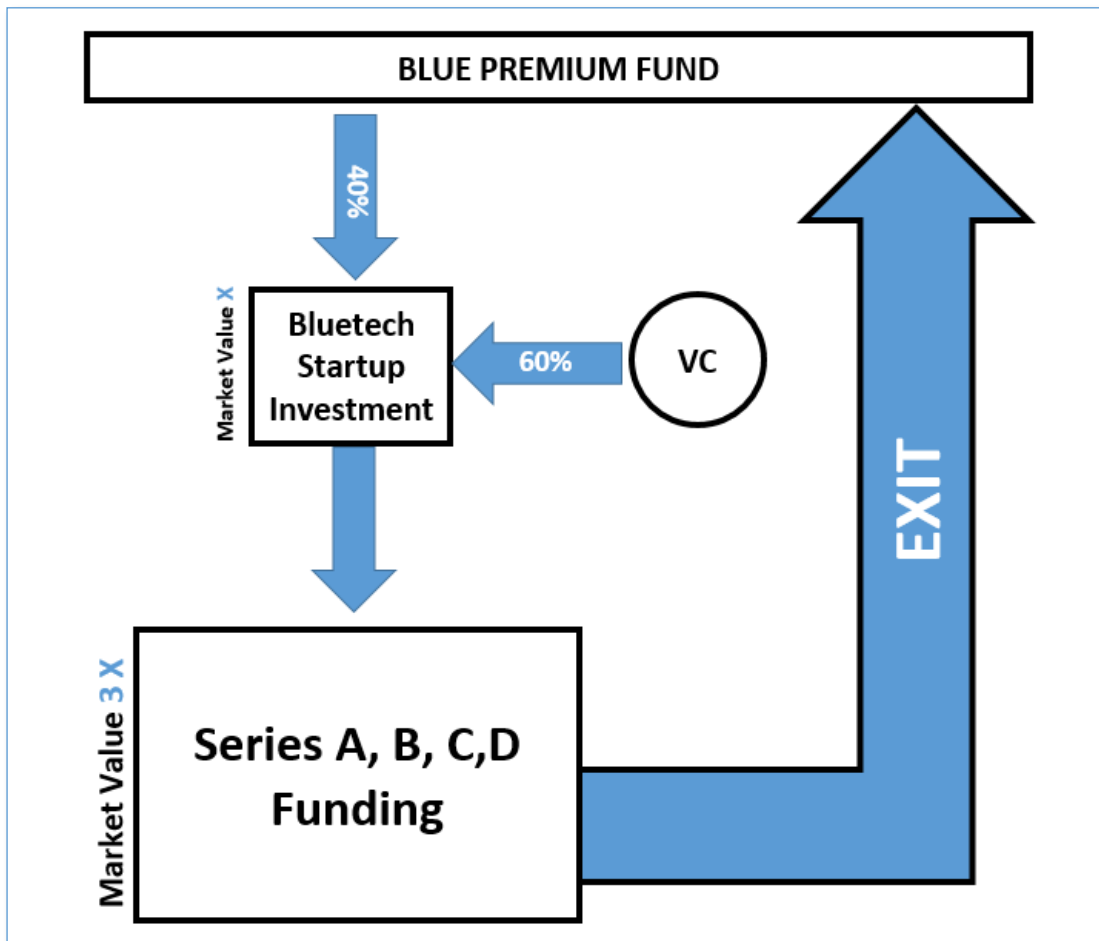 BLUE PREMIUM FUND
40%
Market Value X
Bluetech
Startup
Investment
60%
VC
EXIT
Market Value 3 X
Series A, B, C,D
Funding